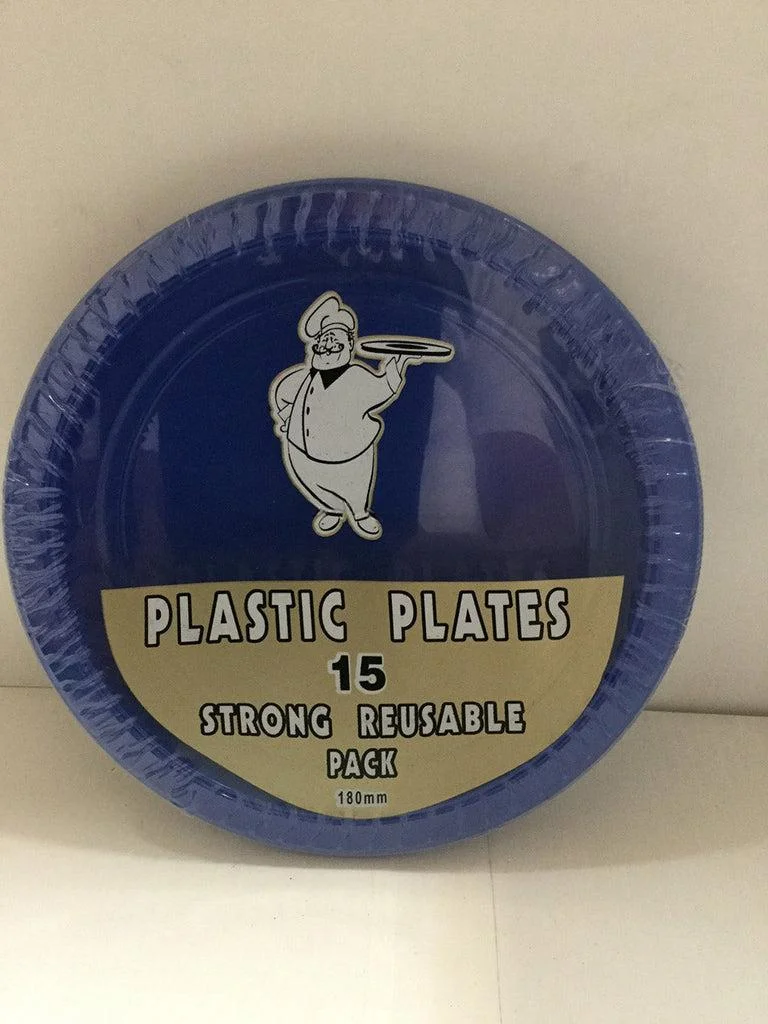 PLASTIC PLATES
15
STRONG REUSABLE
PACK
180mm